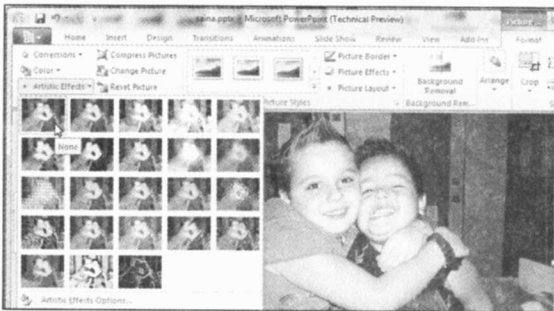 saina.pptx - Microsoft PowerPoint (Technical Preview)
Picture ...
Home Insert Design Transitions Animations Slide Show Review View Add-Ins Format
Corrections Compress Pictures Picture Border
Color Change Picture Picture Effects Background Removal Arrange Crop
Artistic Effects Reset Picture Picture Layout
Picture Styles Background Rem...
None
Artistic Effects Options...